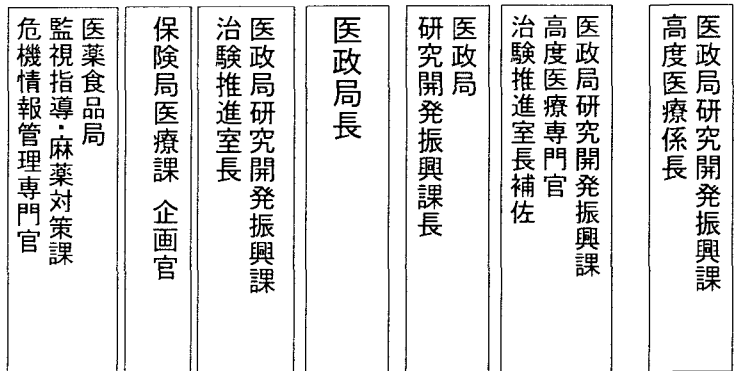 医政局研究開発振興課
高度医療係長
医政局研究開発振興課
高度医療専門官
治験推進室長補佐
医政局
研究開発振興課長
医政局長
医政局研究開発振興課
治験推進室長
保険局医療課 企画官
医薬食品局
監視指導・麻薬対策課
危機情報管理専門官